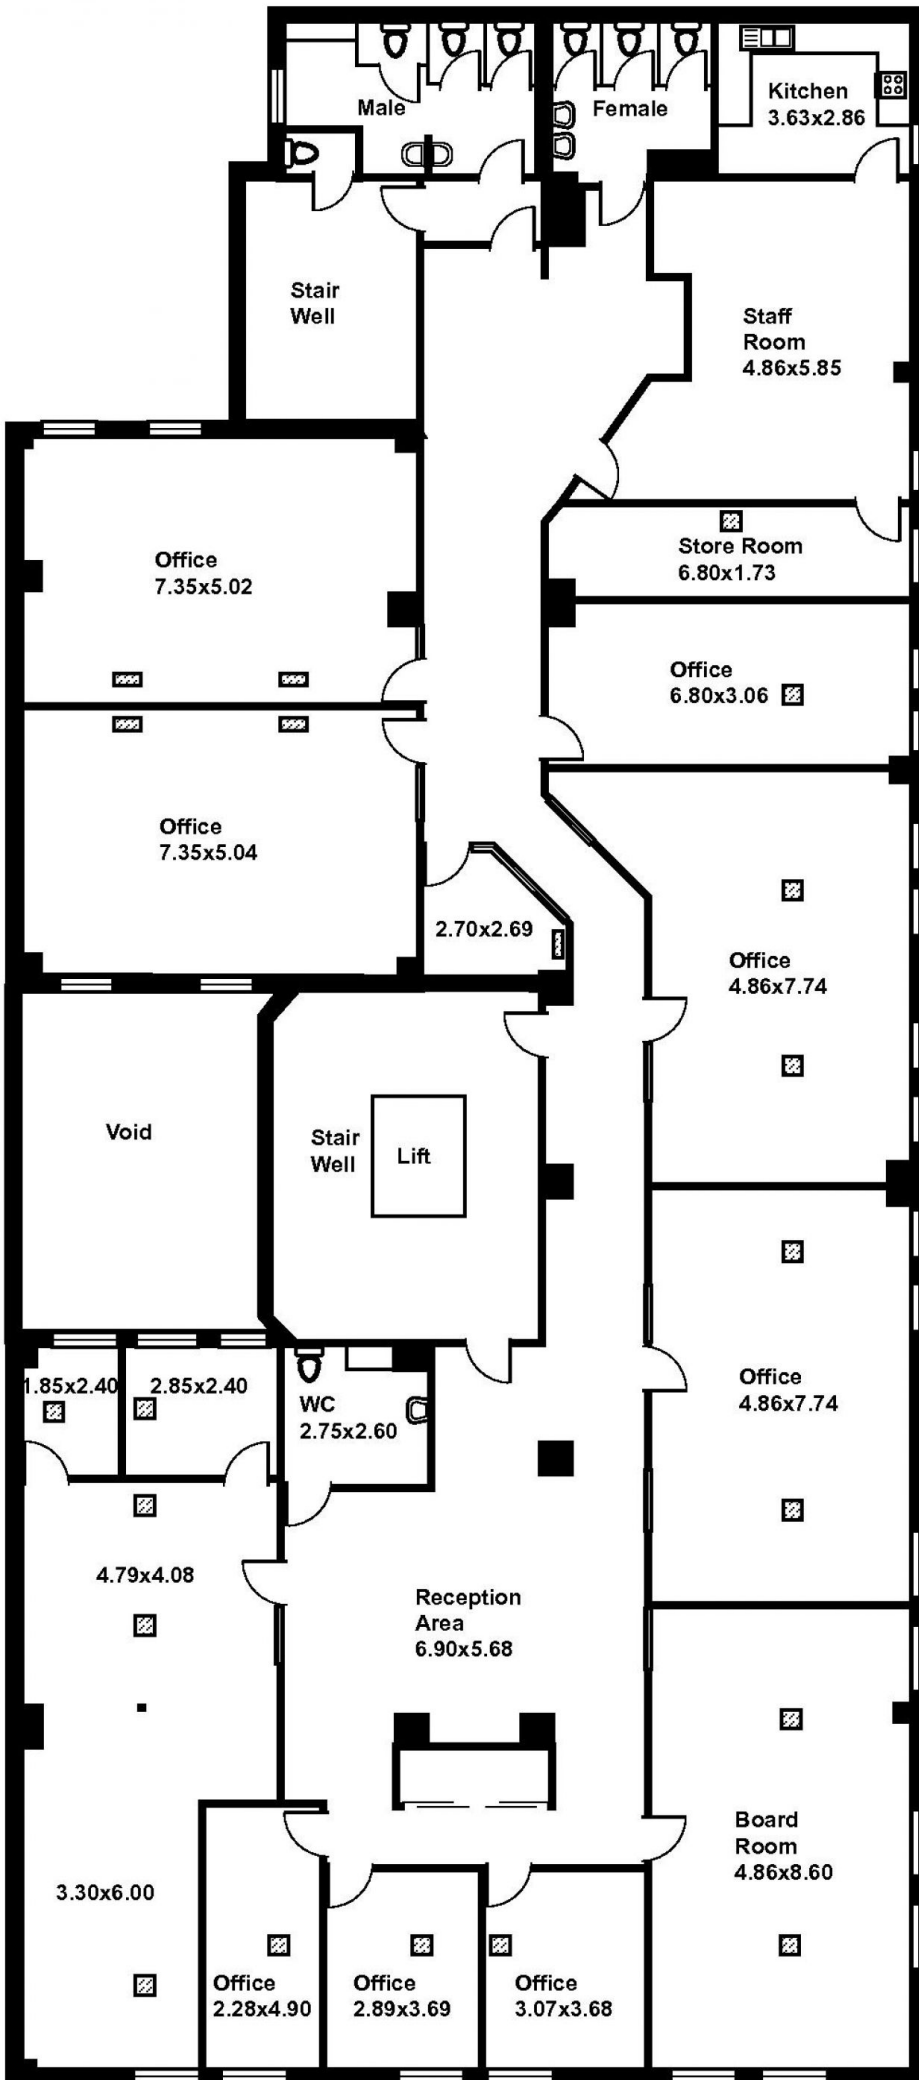 Male
Female
Kitchen
3.63x2.86
Stair
Well
Staff
Room
4.86x5.85
Office
7.35x5.02
Store Room
6.80x1.73
Office
6.80x3.06
Office
7.35x5.04
2.70x2.69
Office
4.86x7.74
Void
Stair
Well
Lift
1.85x2.40
2.85x2.40
WC
2.75x2.60
Office
4.86x7.74
4.79x4.08
Reception
Area
6.90x5.68
Board
Room
4.86x8.60
3.30x6.00
Office
2.28x4.90
Office
2.89x3.69
Office
3.07x3.68